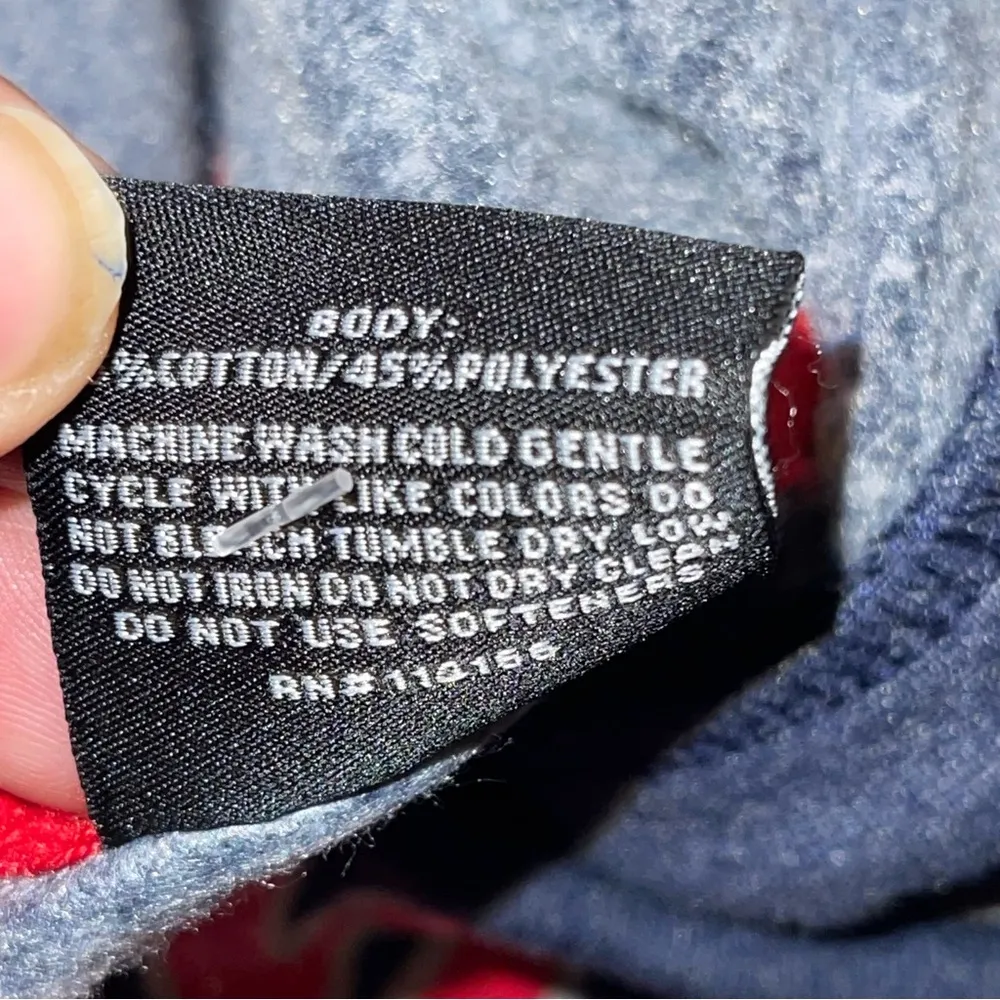 BODY:
%COTTON/45%POLYESTER
MACHINE WASH COLD GENTLE
CYCLE WITH LIKE COLORS DO
NOT BLEACH TUMBLE DRY LOW
DO NOT IRON DO NOT DRY CLEAN
DO NOT USE SOFTENERS
RN#